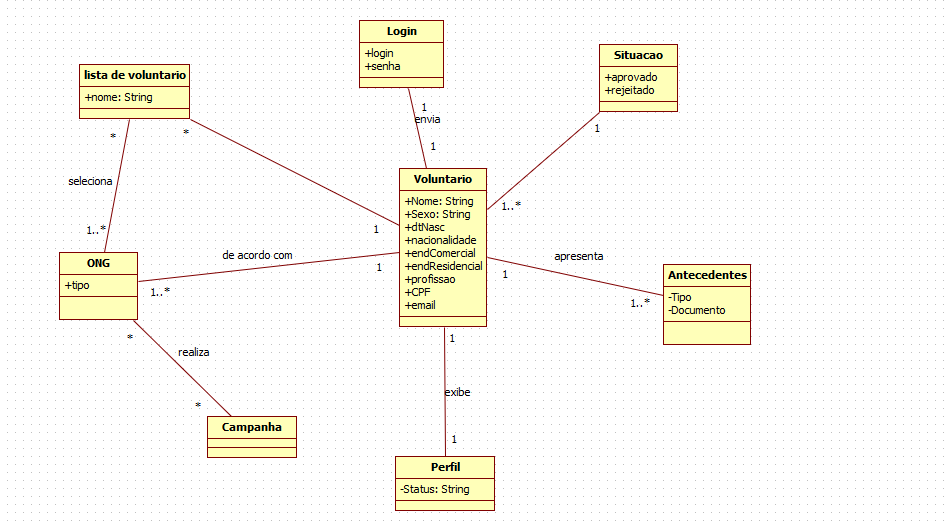 Login
+login
+senha
Situacao
+aprovado
+rejeitado
lista de voluntario
+nome: String
1
envia
1
*
*
1
seleciona
Voluntario
+Nome: String
+Sexo: String
+dtNasc
+nacionalidade
+endComercial
+endResidencial
+profissao
+CPF
+email
1..*
1..*
1
ONG
+tipo
de acordo com
1
1..*
1
apresenta
1..*
Antecedentes
-Tipo
-Documento
*
realiza
*
Campanha
1
exibe
1
Perfil
-Status: String